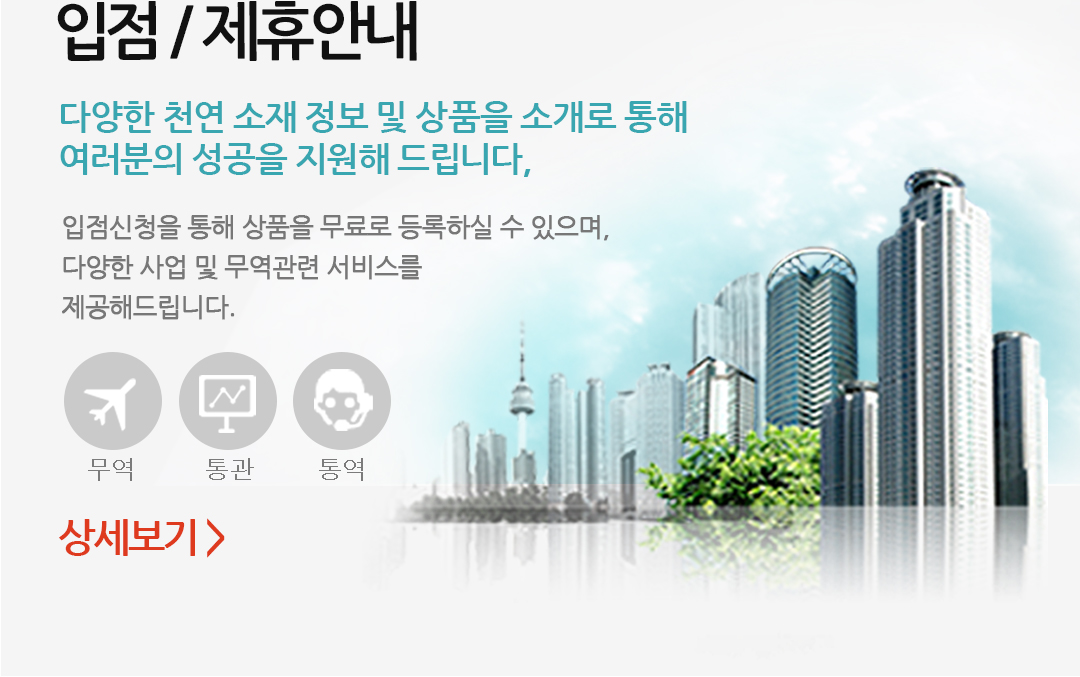 입점 / 제휴안내
다양한 천연 소재 정보 및 상품을 소개로 통해
여러분의 성공을 지원해 드립니다,
입점신청을 통해 상품을 무료로 등록하실 수 있으며,
다양한 사업 및 무역관련 서비스를
제공해드립니다.
무역 통관 통역
상세보기 >